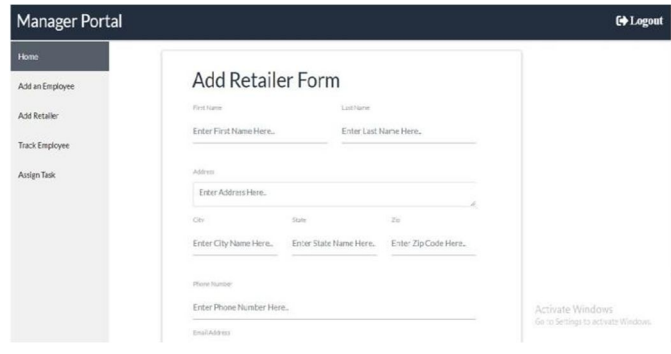 Manager Portal
Logout
Home
Add an Employee
Add Retailer
Track Employee
Assign Task
Add Retailer Form
First Name Last Name
Enter First Name Here.. Enter Last Name Here..
Address
Enter Address Here..
City State Zip
Enter City Name Here.. Enter State Name Here.. Enter Zip Code Here..
Phone Number
Enter Phone Number Here..
Email Address
Activate Windows
Go to Settings to activate Windows.